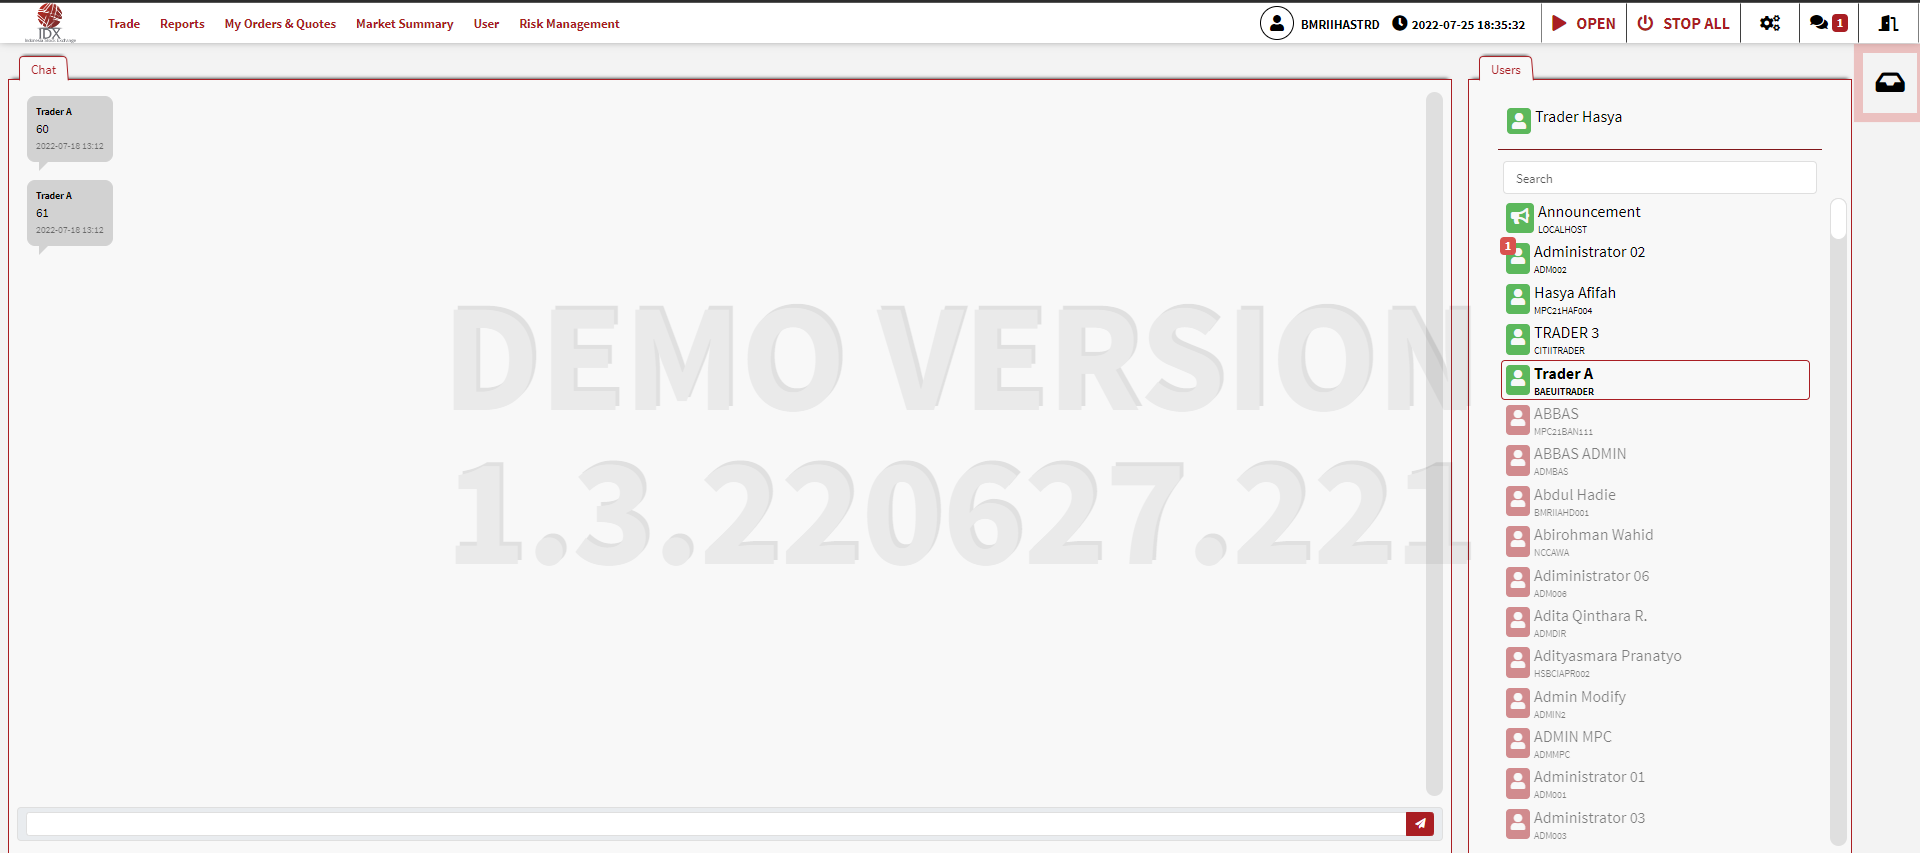 IDX
Indonesia Stock Exchange
Trade
Reports
My Orders & Quotes
Market Summary
User
Risk Management
BMRIIHASTRD
2022-07-25 18:35:32
OPEN
STOP ALL
1
Chat
Trader A
60
2022-07-18 13:12
Trader A
61
2022-07-18 13:12
DEMO VERSION
1.3.220627.221
Users
Trader Hasya
Search
Announcement
LOCALHOST
1
Administrator 02
ADM002
Hasya Afifah
MPC21HAF004
TRADER 3
CITIITRADER
Trader A
BAEUITRADER
ABBAS
MPC21BAN111
ABBAS ADMIN
ADMBAS
Abdul Hadie
BMRIIAHD001
Abirohman Wahid
NCCAWA
Adiministrator 06
ADM006
Adita Qinthara R.
ADMDIR
Adityasmara Pranatyo
HSBCIAPR002
Admin Modify
ADMIN2
ADMIN MPC
ADMMPC
Administrator 01
ADM001
Administrator 03
ADM003